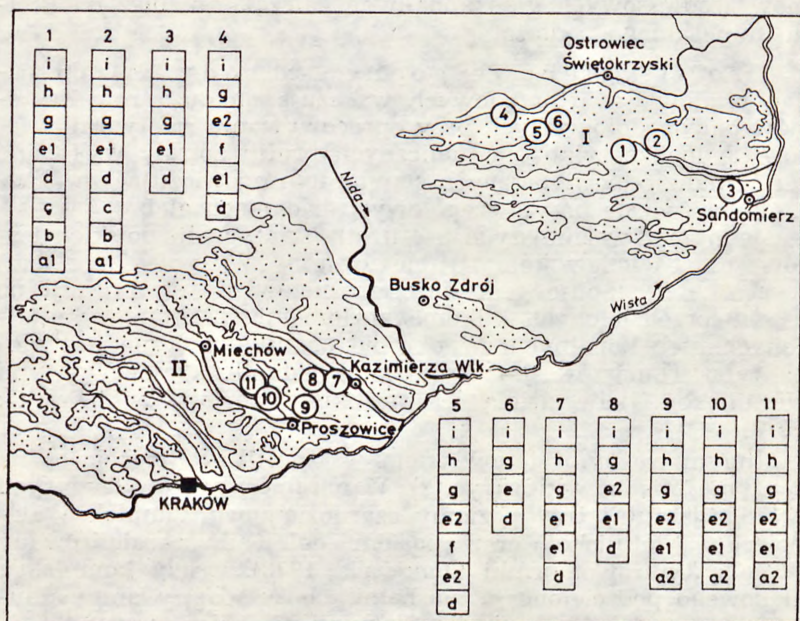 1 2 3 4
i i i i
h h h g
g g g e2
e1 e1 e1 f
d d d e1
ç c d
b b
a1 a1
Ostrowiec
Świętokrzyski
4
5
6
I
1
2
3
Sandomierz
Nida
Busko Zdrój
Wisła
Miechów
II
Kazimierza Wlk.
11
10
8
7
9
Proszowice
KRAKÓW
5 6 7 8 9 10 11
i i i i i i i
h g h g h h h
g e g e2 g g g
e2 d e1 e1 e2 e2 e2
f e1 d e1 e1 e1
e2 d a2 a2 a2
d